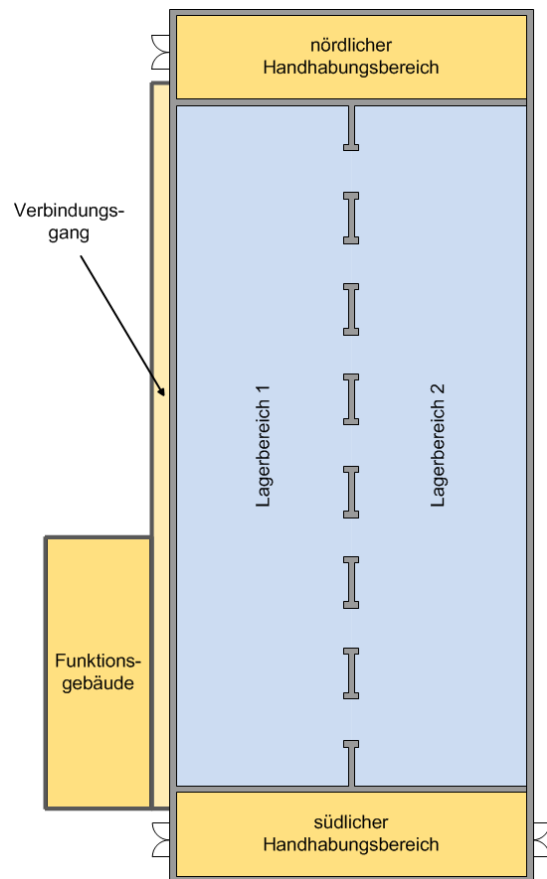 nördlicher
Handhabungsbereich
Verbindungs-
gang
Lagerbereich 1
Lagerbereich 2
Funktions-
gebäude
südlicher
Handhabungsbereich